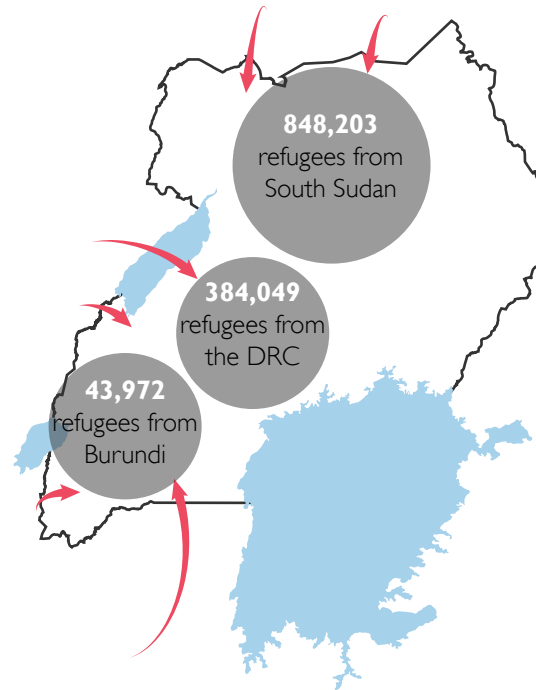 848,203
refugees from
South Sudan
384,049
refugees from
the DRC
43,972
refugees from
Burundi